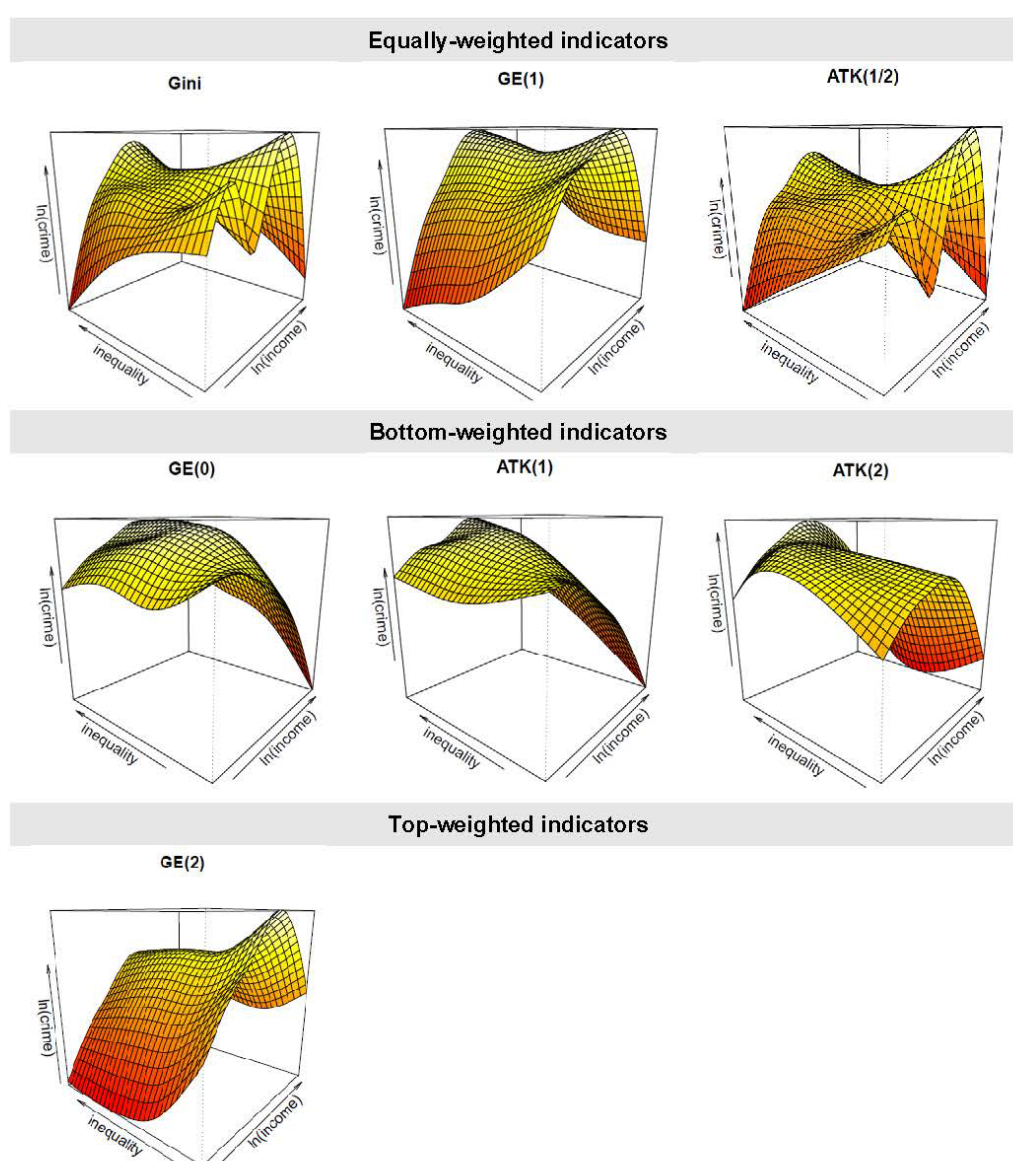 Equally-weighted indicators
Gini
GE(1)
ATK(1/2)
ln(crime)
inequality
ln(income)
ln(crime)
inequality
ln(income)
ln(crime)
inequality
ln(income)
Bottom-weighted indicators
GE(0)
ATK(1)
ATK(2)
ln(crime)
inequality
ln(income)
ln(crime)
inequality
ln(income)
ln(crime)
inequality
ln(income)
Top-weighted indicators
GE(2)
ln(crime)
inequality
ln(income)